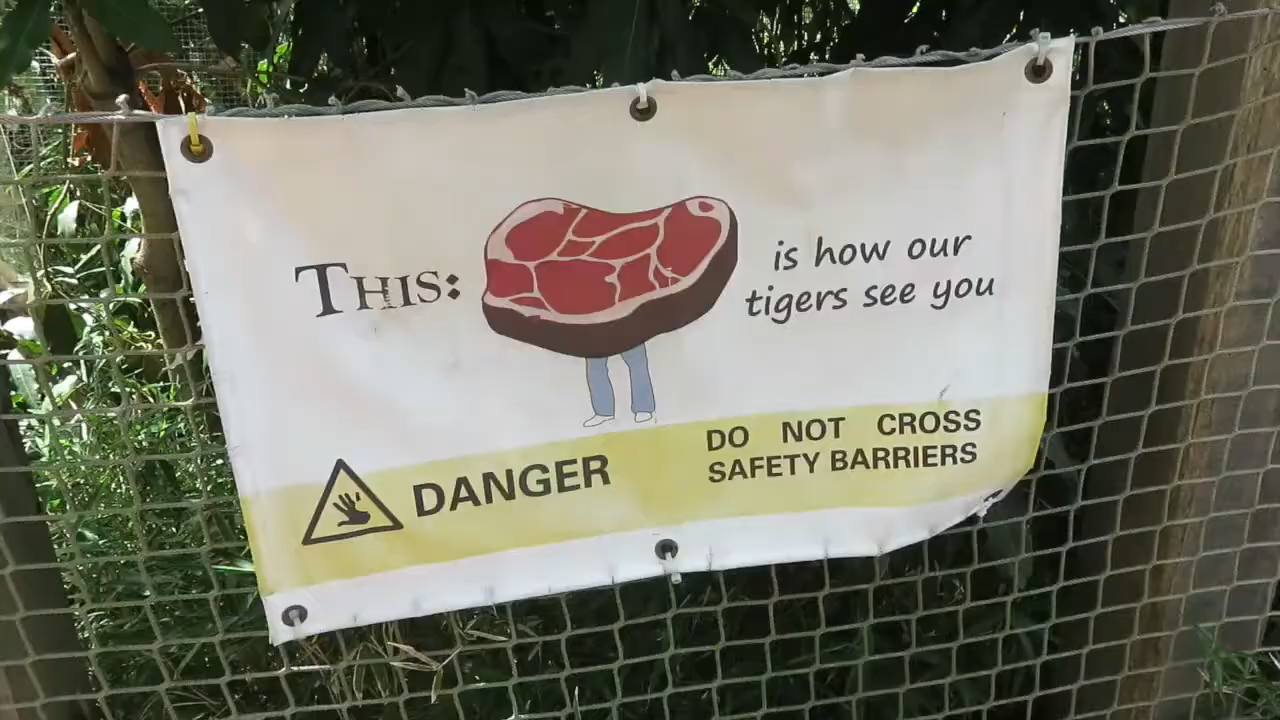 THIS:
is how our
tigers see you
DANGER
DO NOT CROSS
SAFETY BARRIERS